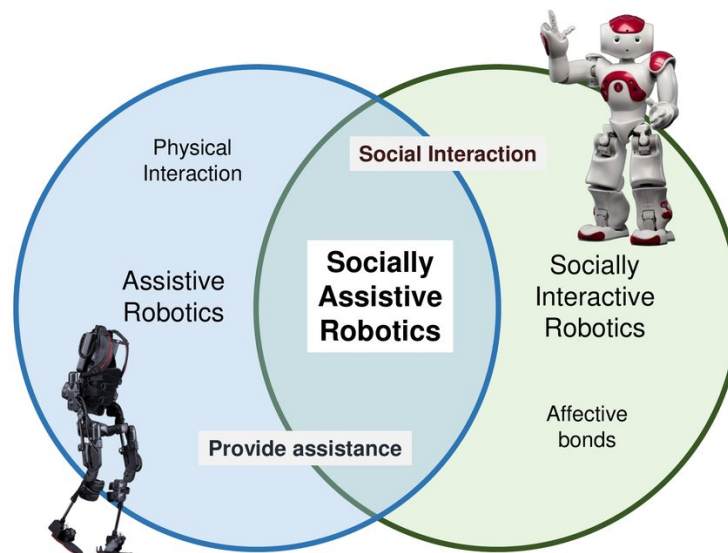 Physical
Interaction
Social Interaction
Assistive
Robotics
Socially
Assistive
Robotics
Socially
Interactive
Robotics
Provide assistance
Affective
bonds